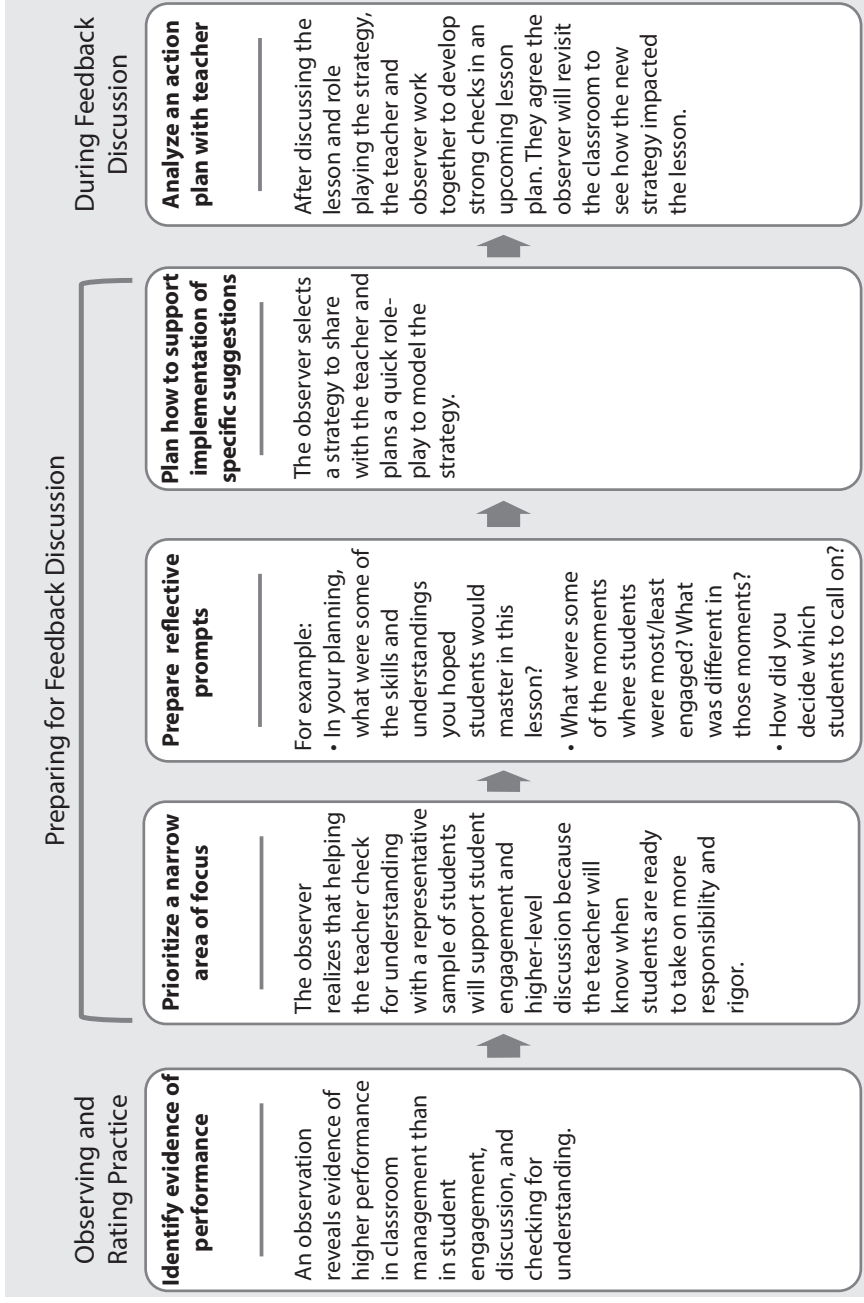 Observing and
Rating Practice
Identify evidence of
performance
An observation
reveals evidence of
higher performance
in classroom
management than
in student
engagement,
discussion, and
checking for
understanding.
Preparing for Feedback Discussion
Prioritize a narrow
area of focus
The observer
realizes that helping
the teacher check
for understanding
with a representative
sample of students
will support student
engagement and
higher-level
discussion because
the teacher will
know when
students are ready
to take on more
responsibility and
rigor.
Prepare reflective
prompts
For example:
• In your planning,
what were some of
the skills and
understandings
you hoped
students would
master in this
lesson?
• What were some
of the moments
where students
were most/least
engaged? What
was different in
those moments?
• How did you
decide which
students to call on?
Plan how to support
implementation of
specific suggestions
The observer selects
a strategy to share
with the teacher and
plans a quick role-
play to model the
strategy.
During Feedback
Discussion
Analyze an action
plan with teacher
After discussing the
lesson and role
playing the strategy,
the teacher and
observer work
together to develop
strong checks in an
upcoming lesson
plan. They agree the
observer will revisit
the classroom to
see how the new
strategy impacted
the lesson.